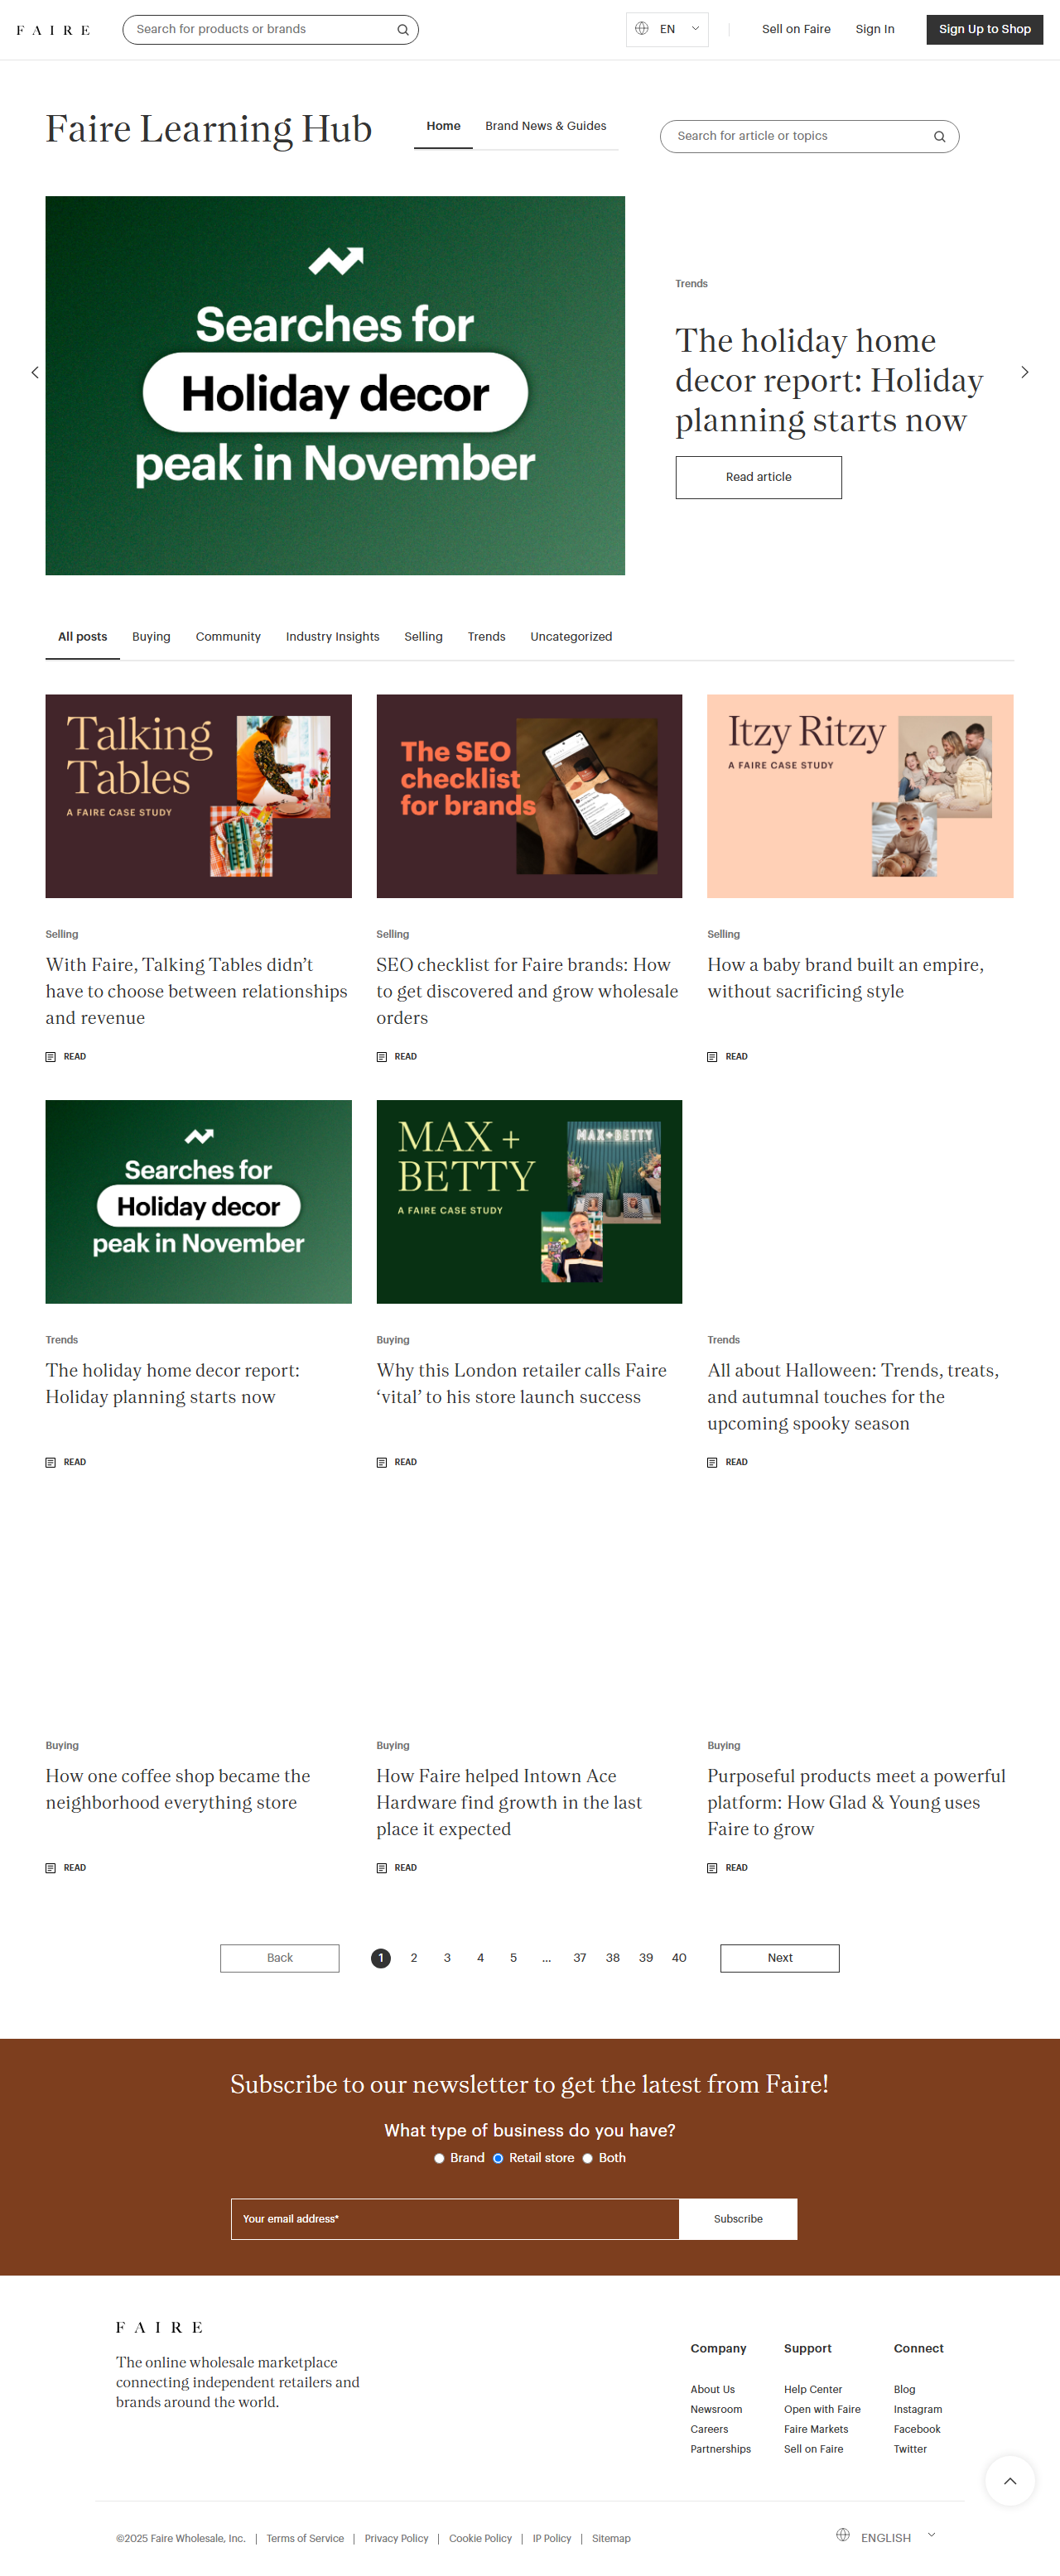 FAIRE
Search for products or brands
EN
Sell on Faire
Sign In
Sign Up to Shop
Faire Learning Hub
Home
Brand News & Guides
Search for article or topics
Searches for
Holiday decor
peak in November
Trends
The holiday home
decor report: Holiday
planning starts now
Read article
All posts
Buying
Community
Industry Insights
Selling
Trends
Uncategorized
Talking
Tables
A FAIRE CASE STUDY
The SEO
checklist
for brands
Itzy Ritzy
A FAIRE CASE STUDY
Selling
With Faire, Talking Tables didn’t
have to choose between relationships
and revenue
READ
Selling
SEO checklist for Faire brands: How
to get discovered and grow wholesale
orders
READ
Selling
How a baby brand built an empire,
without sacrificing style
READ
Searches for
Holiday decor
peak in November
MAX +
BETTY
A FAIRE CASE STUDY
MAX+BETTY
Trends
The holiday home decor report:
Holiday planning starts now
READ
Buying
Why this London retailer calls Faire
‘vital’ to his store launch success
READ
Trends
All about Halloween: Trends, treats,
and autumnal touches for the
upcoming spooky season
READ
Buying
How one coffee shop became the
neighborhood everything store
READ
Buying
How Faire helped Intown Ace
Hardware find growth in the last
place it expected
READ
Buying
Purposeful products meet a powerful
platform: How Glad & Young uses
Faire to grow
READ
Back
1 2 3 4 5 ... 37 38 39 40
Next
Subscribe to our newsletter to get the latest from Faire!
What type of business do you have?
Brand Retail store Both
Your email address*
Subscribe
FAIRE
The online wholesale marketplace
connecting independent retailers and
brands around the world.
Company
About Us
Newsroom
Careers
Partnerships
Support
Help Center
Open with Faire
Faire Markets
Sell on Faire
Connect
Blog
Instagram
Facebook
Twitter
©2025 Faire Wholesale, Inc. | Terms of Service | Privacy Policy | Cookie Policy | IP Policy | Sitemap
ENGLISH